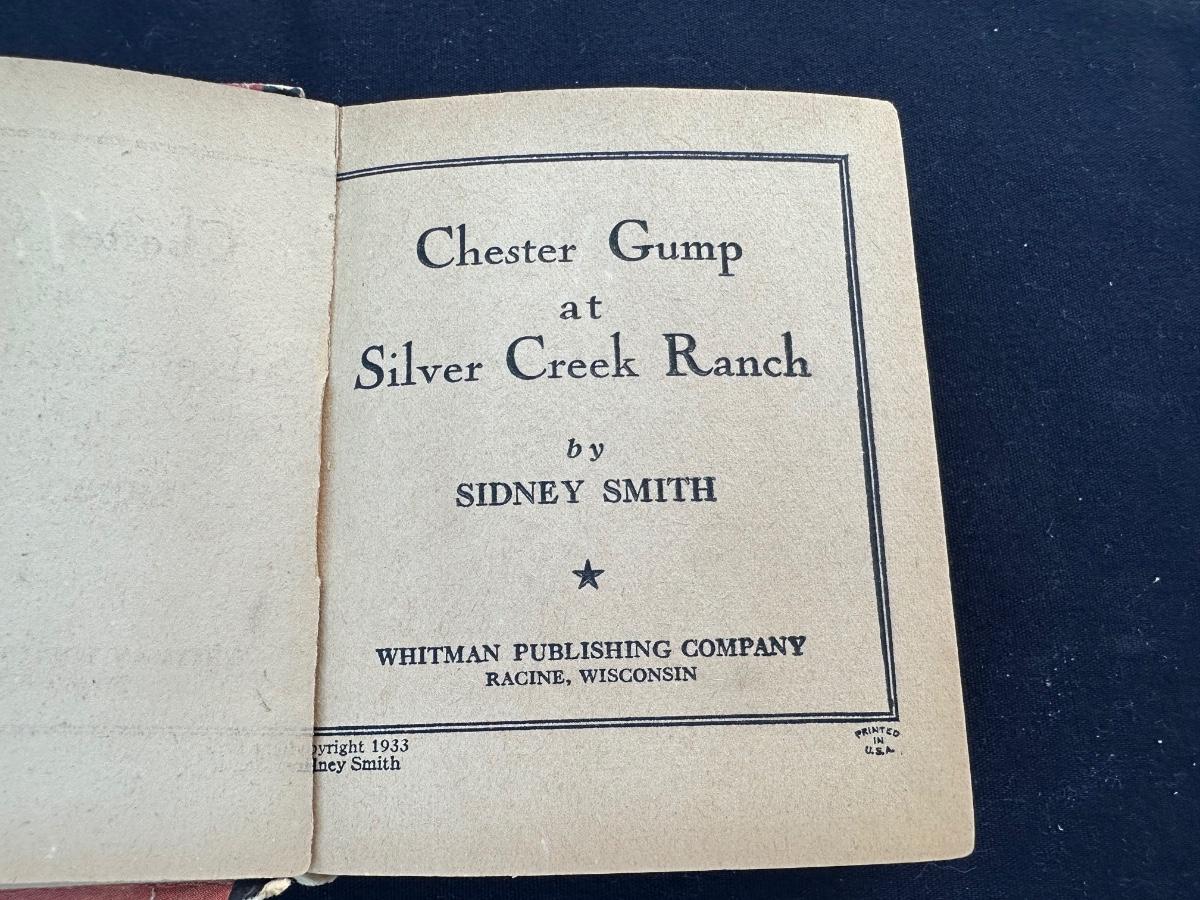 Chester Gump
at
Silver Creek Ranch
by
SIDNEY SMITH
WHITMAN PUBLISHING COMPANY
RACINE, WISCONSIN
pyright 1933
dney Smith
PRINTED
IN
U.S.A.